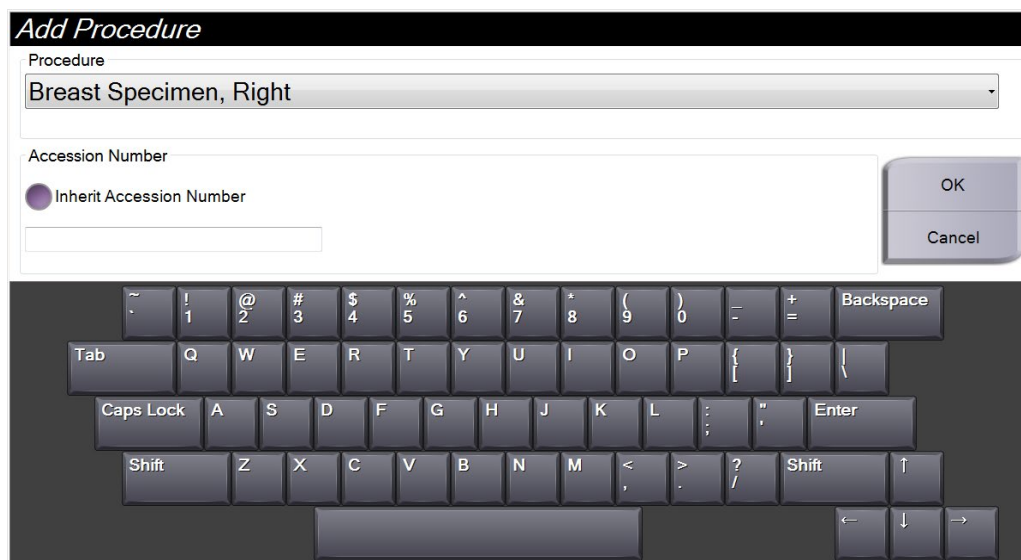 Add Procedure
Procedure
Breast Specimen, Right
Accession Number
Inherit Accession Number
OK
Cancel
~ ! @ # $ % ^ & * ( ) _ + Backspace
` 1 2 3 4 5 6 7 8 9 0 - =
Tab Q W E R T Y U I O P { } |
[ ] \
Caps Lock A S D F G H J K L : " Enter
; '
Shift Z X C V B N M < > ? Shift ↑
, . /
← ↓ →